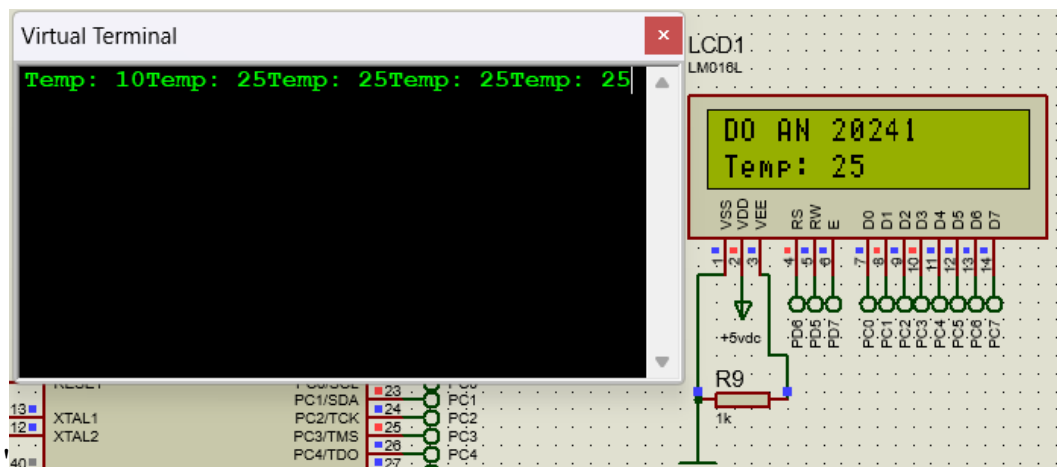 Virtual Terminal
Temp: 10Temp: 25Temp: 25Temp: 25Temp: 25
LCD1
LM016L
DO AN 20241
Temp: 25
VSS VDD VEE RS RW E D0 D1 D2 D3 D4 D5 D6 D7
1 2 3 4 5 6 7 8 9 10 11 12 13 14
+5vdc
PD6 PD5 PD7 PC0 PC1 PC2 PC3 PC4 PC5 PC6 PC7
R9
1k
PC1/SDA 23 PC1
13 XTAL1 PC2/TCK 24 PC2
12 XTAL2 PC3/TMS 25 PC3
PC4/TDO 26 PC4
40 27